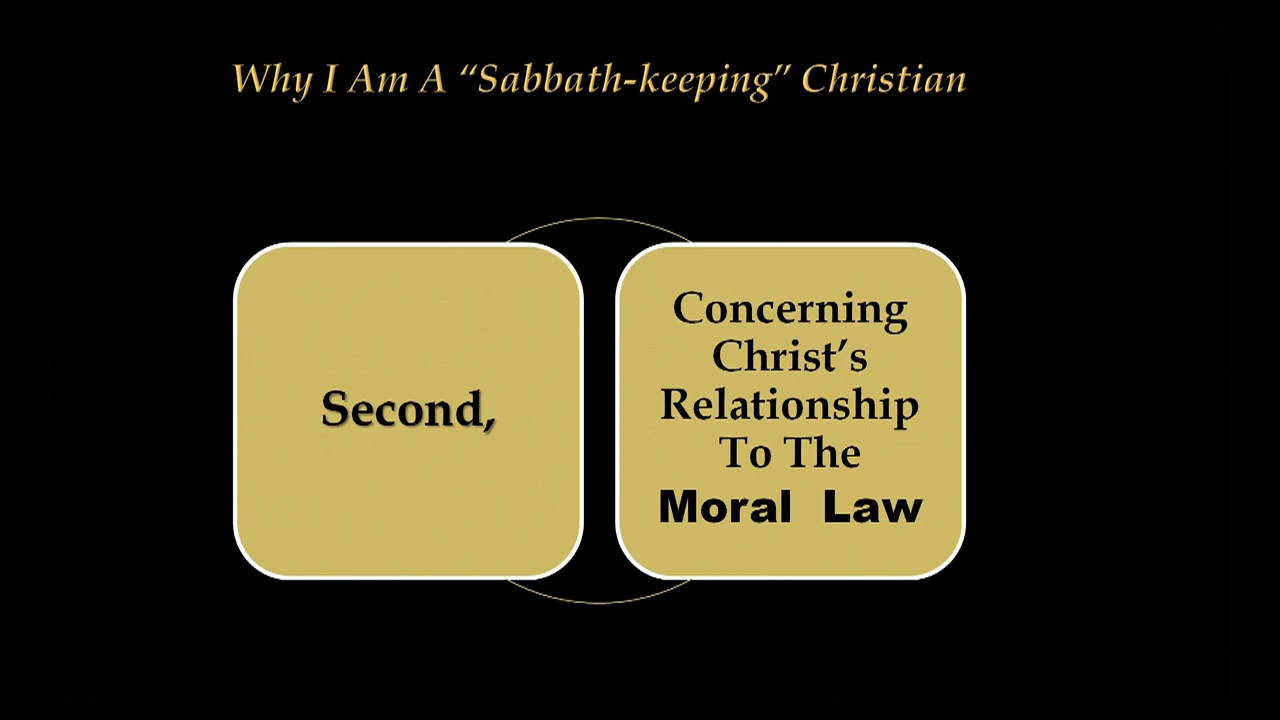 Why I Am A “Sabbath-keeping” Christian
Second,
Concerning
Christ’s
Relationship
To The
Moral Law